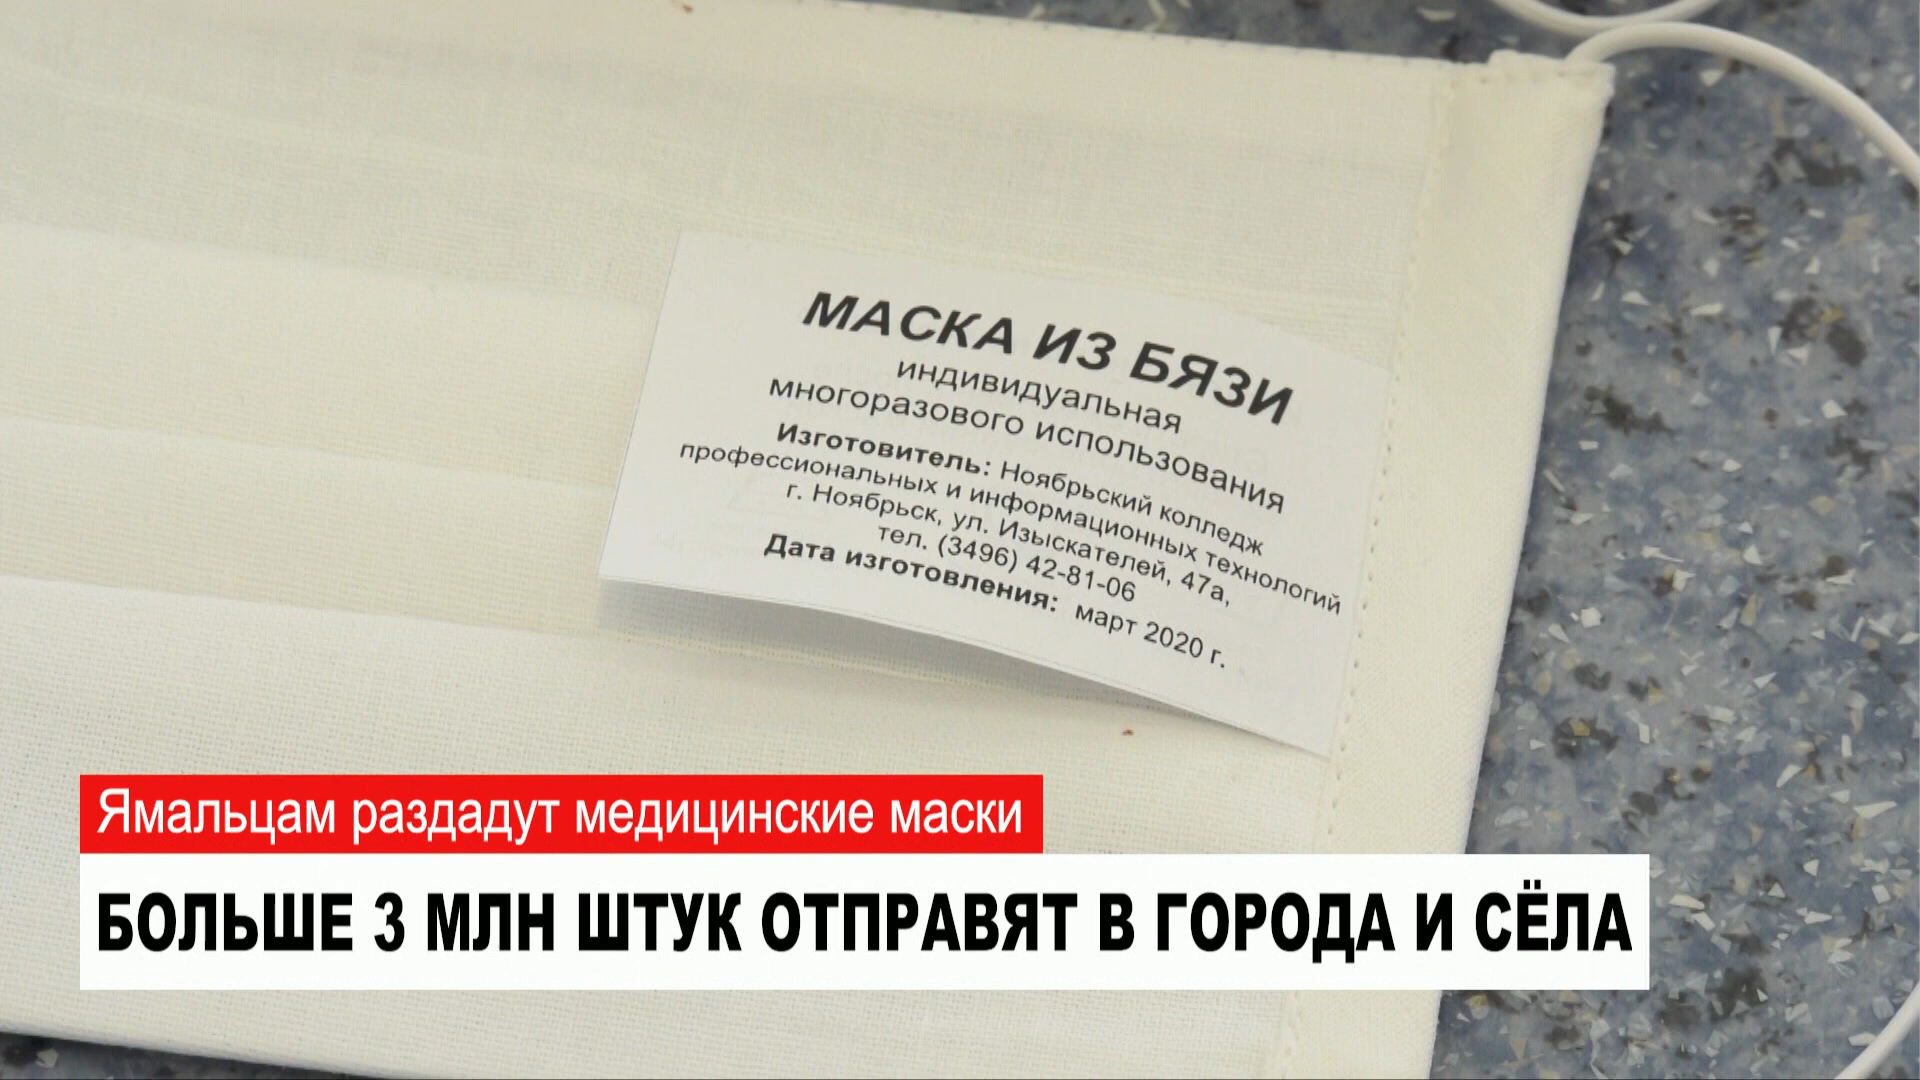 МАСКА ИЗ БЯЗИ
индивидуальная
многоразового использования
Изготовитель: Ноябрьский колледж
профессиональных и информационных технологий
г. Ноябрьск, ул. Изыскателей, 47а,
тел. (3496) 42-81-06
Дата изготовления: март 2020 г.
Ямальцам раздадут медицинские маски
БОЛЬШЕ 3 МЛН ШТУК ОТПРАВЯТ В ГОРОДА И СЁЛА